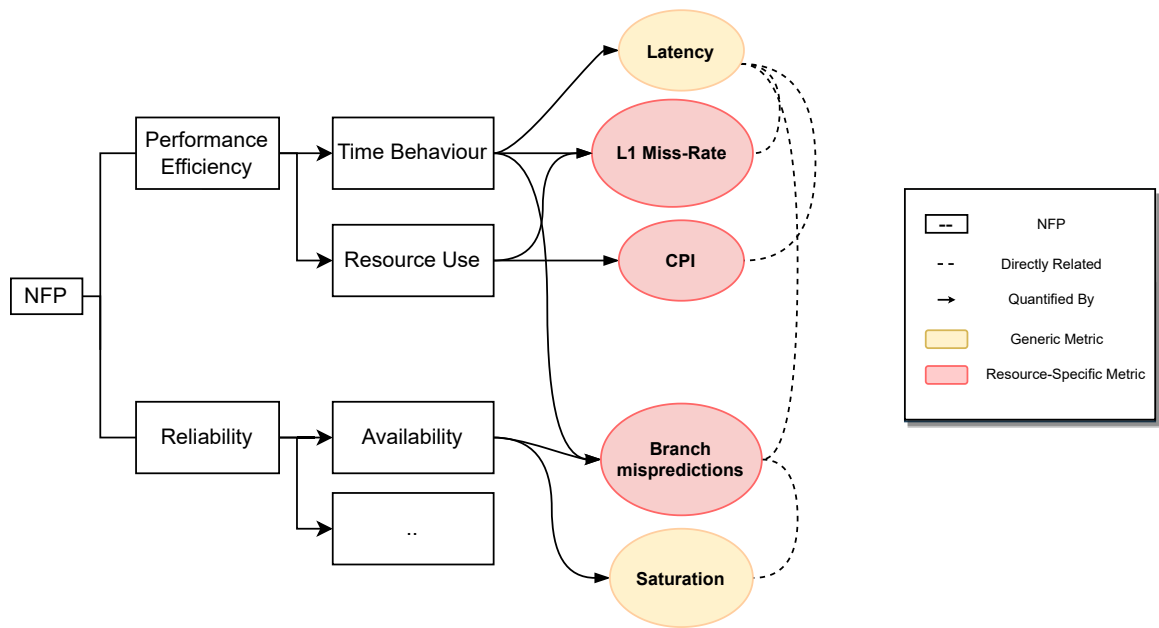 NFP
Performance
Efficiency
Time Behaviour
Resource Use
Reliability
Availability
..
Latency
L1 Miss-Rate
CPI
Branch
mispredictions
Saturation
--
NFP
Directly Related
Quantified By
Generic Metric
Resource-Specific Metric